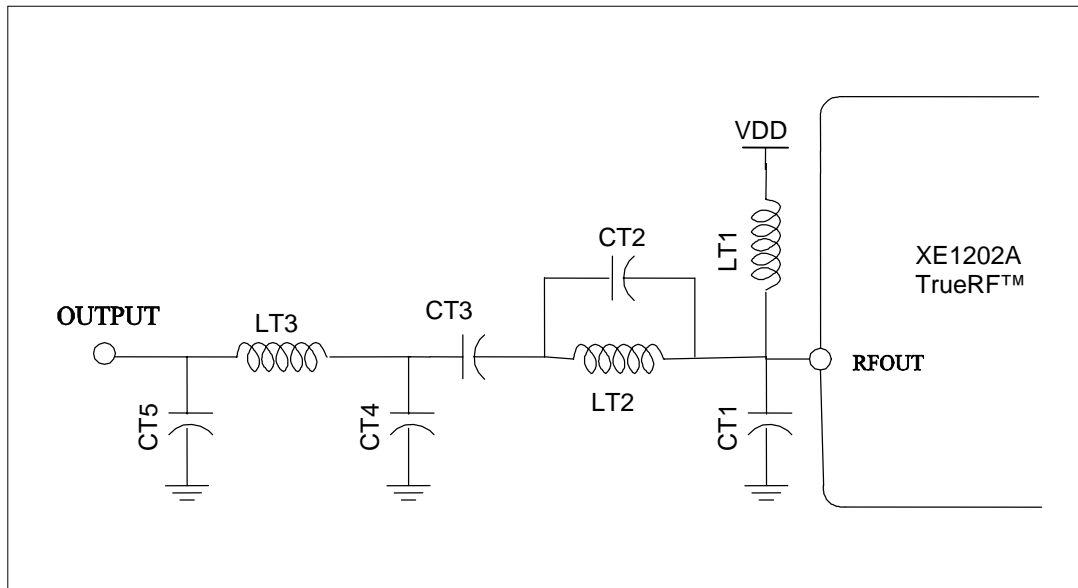 VDD
CT2
LT1
XE1202A
TrueRF™
OUTPUT
LT3
CT3
RFOUT
LT2
CT5
CT4
CT1